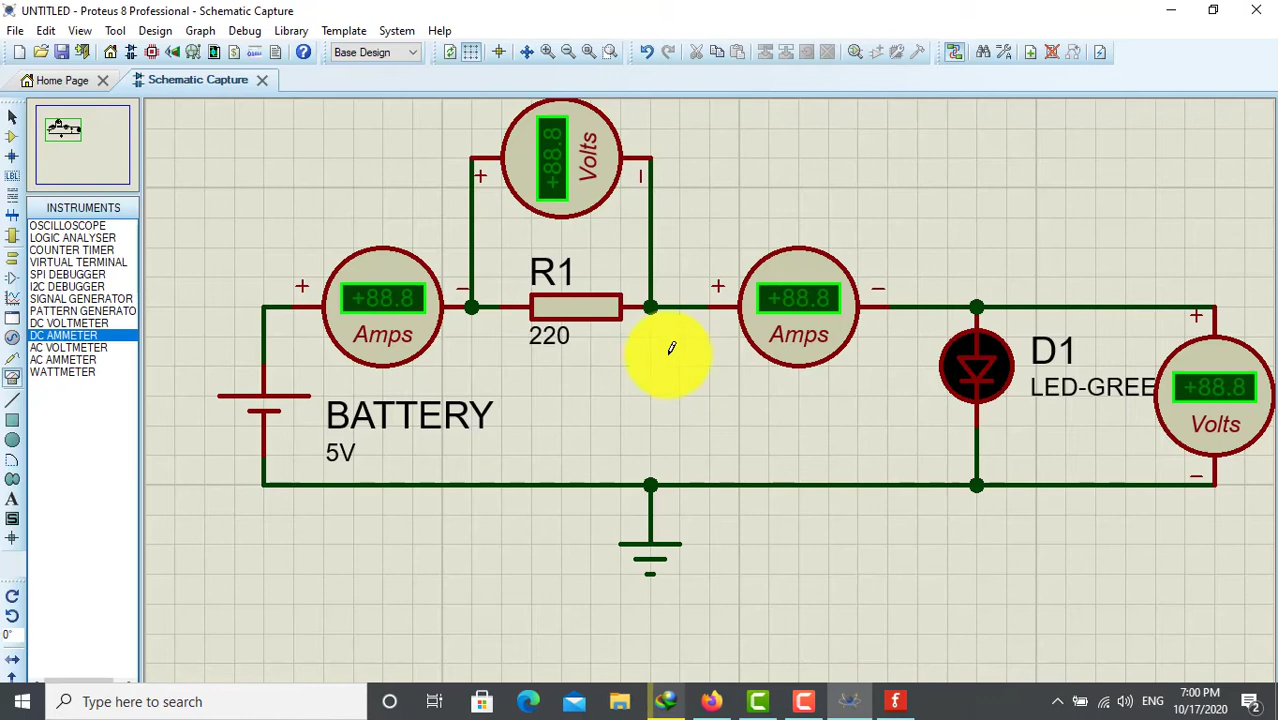 UNTITLED - Proteus 8 Professional - Schematic Capture
File Edit View Tool Design Graph Debug Library Template System Help
Base Design
Home Page
Schematic Capture
INSTRUMENTS
OSCILLOSCOPE
LOGIC ANALYSER
COUNTER TIMER
VIRTUAL TERMINAL
SPI DEBUGGER
I2C DEBUGGER
SIGNAL GENERATOR
PATTERN GENERATO
DC VOLTMETER
DC AMMETER
AC VOLTMETER
AC AMMETER
WATTMETER
LBL
A
S
0°
+88.8
Volts
+ -
R1
220
+ -
+88.8
Amps
+ -
+88.8
Amps
BATTERY
5V
D1
LED-GREE
+
+88.8
Volts
-
Type here to search
ENG
7:00 PM
10/17/2020
2